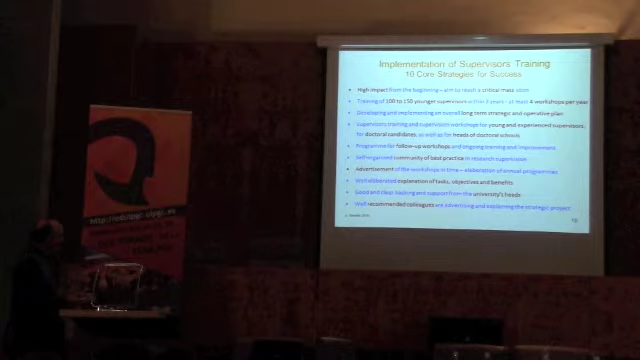 Implementation of Supervisors Training
10 Core Strategies for Success
High impact from the beginning – aim to reach a critical mass soon
Training of 100 to 150 younger supervisors within 3 years - at least 4 workshops per year
Developing and implementing an overall long term strategic and operative plan
Supervisors training and supervision workshops for young and experienced supervisors,
for doctoral candidates, as well as for heads of doctoral schools
Programme for follow-up workshops and ongoing training and improvement
Self-organised community of best practice in research supervision
Advertisement of the workshops in time – elaboration of annual programmes
Well elaborated explanation of tasks, objectives and benefits
Good and clear backing and support from the university's heads
Well recommended colleagues are advertising and explaining the strategic project